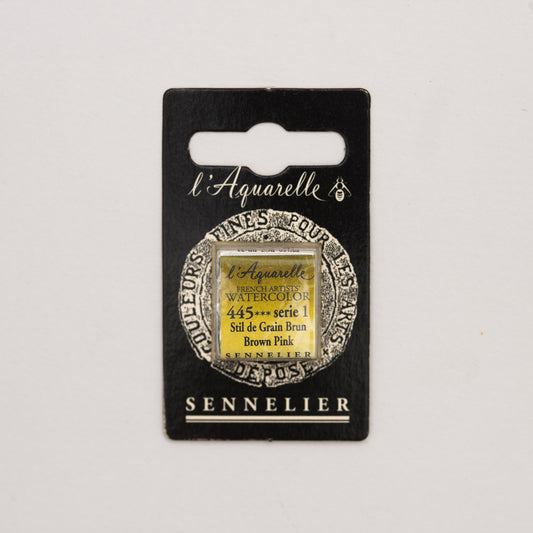 l'Aquarelle
COULEURS FINES POUR LES ARTS
l'Aquarelle
FRENCH ARTISTS'
WATERCOLOR
445*** serie 1
Stil de Grain Brun
Brown Pink
SENNELIER
DEPOSE
SENNELIER